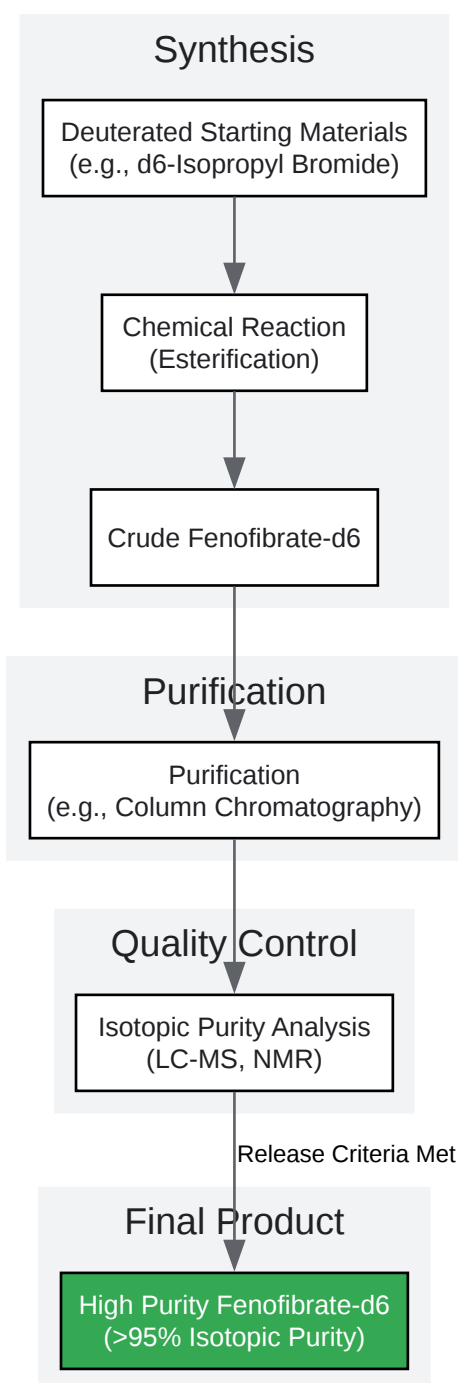 Synthesis
Deuterated Starting Materials
(e.g., d6-Isopropyl Bromide)
Chemical Reaction
(Esterification)
Crude Fenofibrate-d6
Purification
Purification
(e.g., Column Chromatography)
Quality Control
Isotopic Purity Analysis
(LC-MS, NMR)
Release Criteria Met
Final Product
High Purity Fenofibrate-d6
(>95% Isotopic Purity)